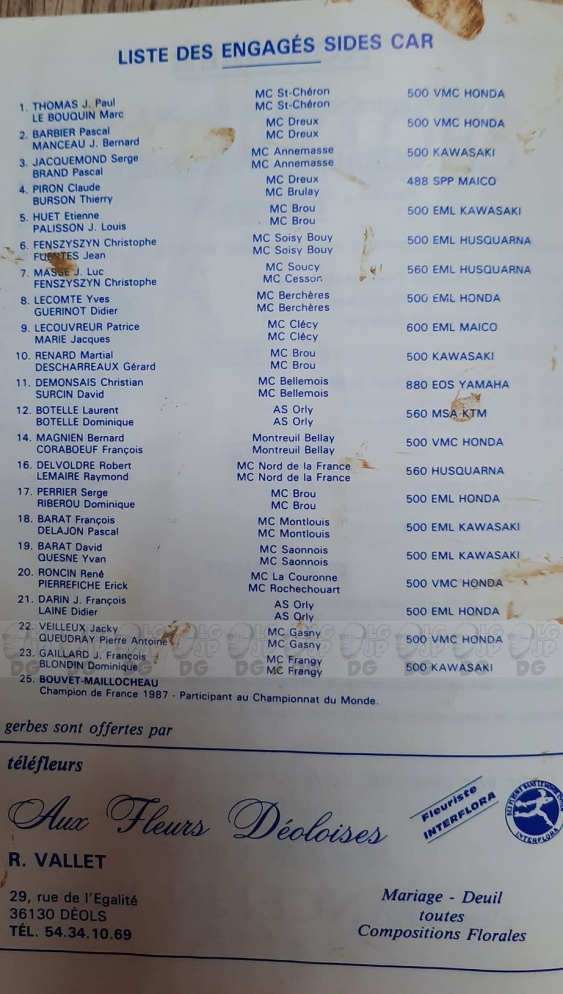 LISTE DES ENGAGÉS SIDES CAR
1. THOMAS J. Paul MC St-Chéron 500 VMC HONDA
LE BOUQUIN Marc MC St-Chéron
2. BARBIER Pascal MC Dreux 500 VMC HONDA
MANCEAU J. Bernard MC Dreux
3. JACQUEMOND Serge MC Annemasse 500 KAWASAKI
BRAND Pascal MC Annemasse
4. PIRON Claude MC Dreux 488 SPP MAICO
BURSON Thierry MC Brulay
5. HUET Etienne MC Brou 500 EML KAWASAKI
PALISSON J. Louis MC Brou
6. FENSZYSZYN Christophe MC Soisy Bouy 500 EML HUSQUARNA
FUENTES Jean MC Soisy Bouy
7. MASSE J. Luc MC Soucy 560 EML HUSQUARNA
FENSZYSZYN Christophe MC Cesson
8. LECOMTE Yves MC Berchères 500 EML HONDA
GUERINOT Didier MC Berchères
9. LECOUVREUR Patrice MC Clécy 600 EML MAICO
MARIE Jacques MC Clécy
10. RENARD Martial MC Brou 500 KAWASAKI
DESCHARREAUX Gérard MC Brou
11. DEMONSAIS Christian MC Bellemois 880 EOS YAMAHA
SURCIN David MC Bellemois
12. BOTELLE Laurent AS Orly 560 MSA KTM
BOTELLE Dominique AS Orly
14. MAGNIEN Bernard Montreuil Bellay 500 VMC HONDA
CORABOEUF François Montreuil Bellay
16. DELVOLDRE Robert MC Nord de la France 560 HUSQUARNA
LEMAIRE Raymond MC Nord de la France
17. PERRIER Serge MC Brou 500 EML HONDA
RIBEROU Dominique MC Brou
18. BARAT François MC Montlouis 500 EML KAWASAKI
DELAJON Pascal MC Montlouis
19. BARAT David MC Saonnois 500 EML KAWASAKI
QUESNE Yvan MC Saonnois
20. RONCIN René MC La Couronne 500 VMC HONDA
PIERREFICHE Erick MC Rochechouart
21. DARIN J. François AS Orly 500 EML HONDA
LAINE Didier AS Orly
22. VEILLEUX Jacky MC Gasny 500 VMC HONDA
QUEUDRAY Pierre Antoine MC Gasny
23. GAILLARD J. François MC Frangy 500 KAWASAKI
BLONDIN Dominique MC Frangy
25. BOUVET-MAILLOCHEAU
Champion de France 1987 - Participant au Championnat du Monde.
gerbes sont offertes par
téléfleurs
Aux Fleurs Déoloises
Fleuriste
INTERFLORA
INTERFLORA
R. VALLET
29, rue de l'Egalité
36130 DÉOLS
TÉL. 54.34.10.69
Mariage - Deuil
toutes
Compositions Florales